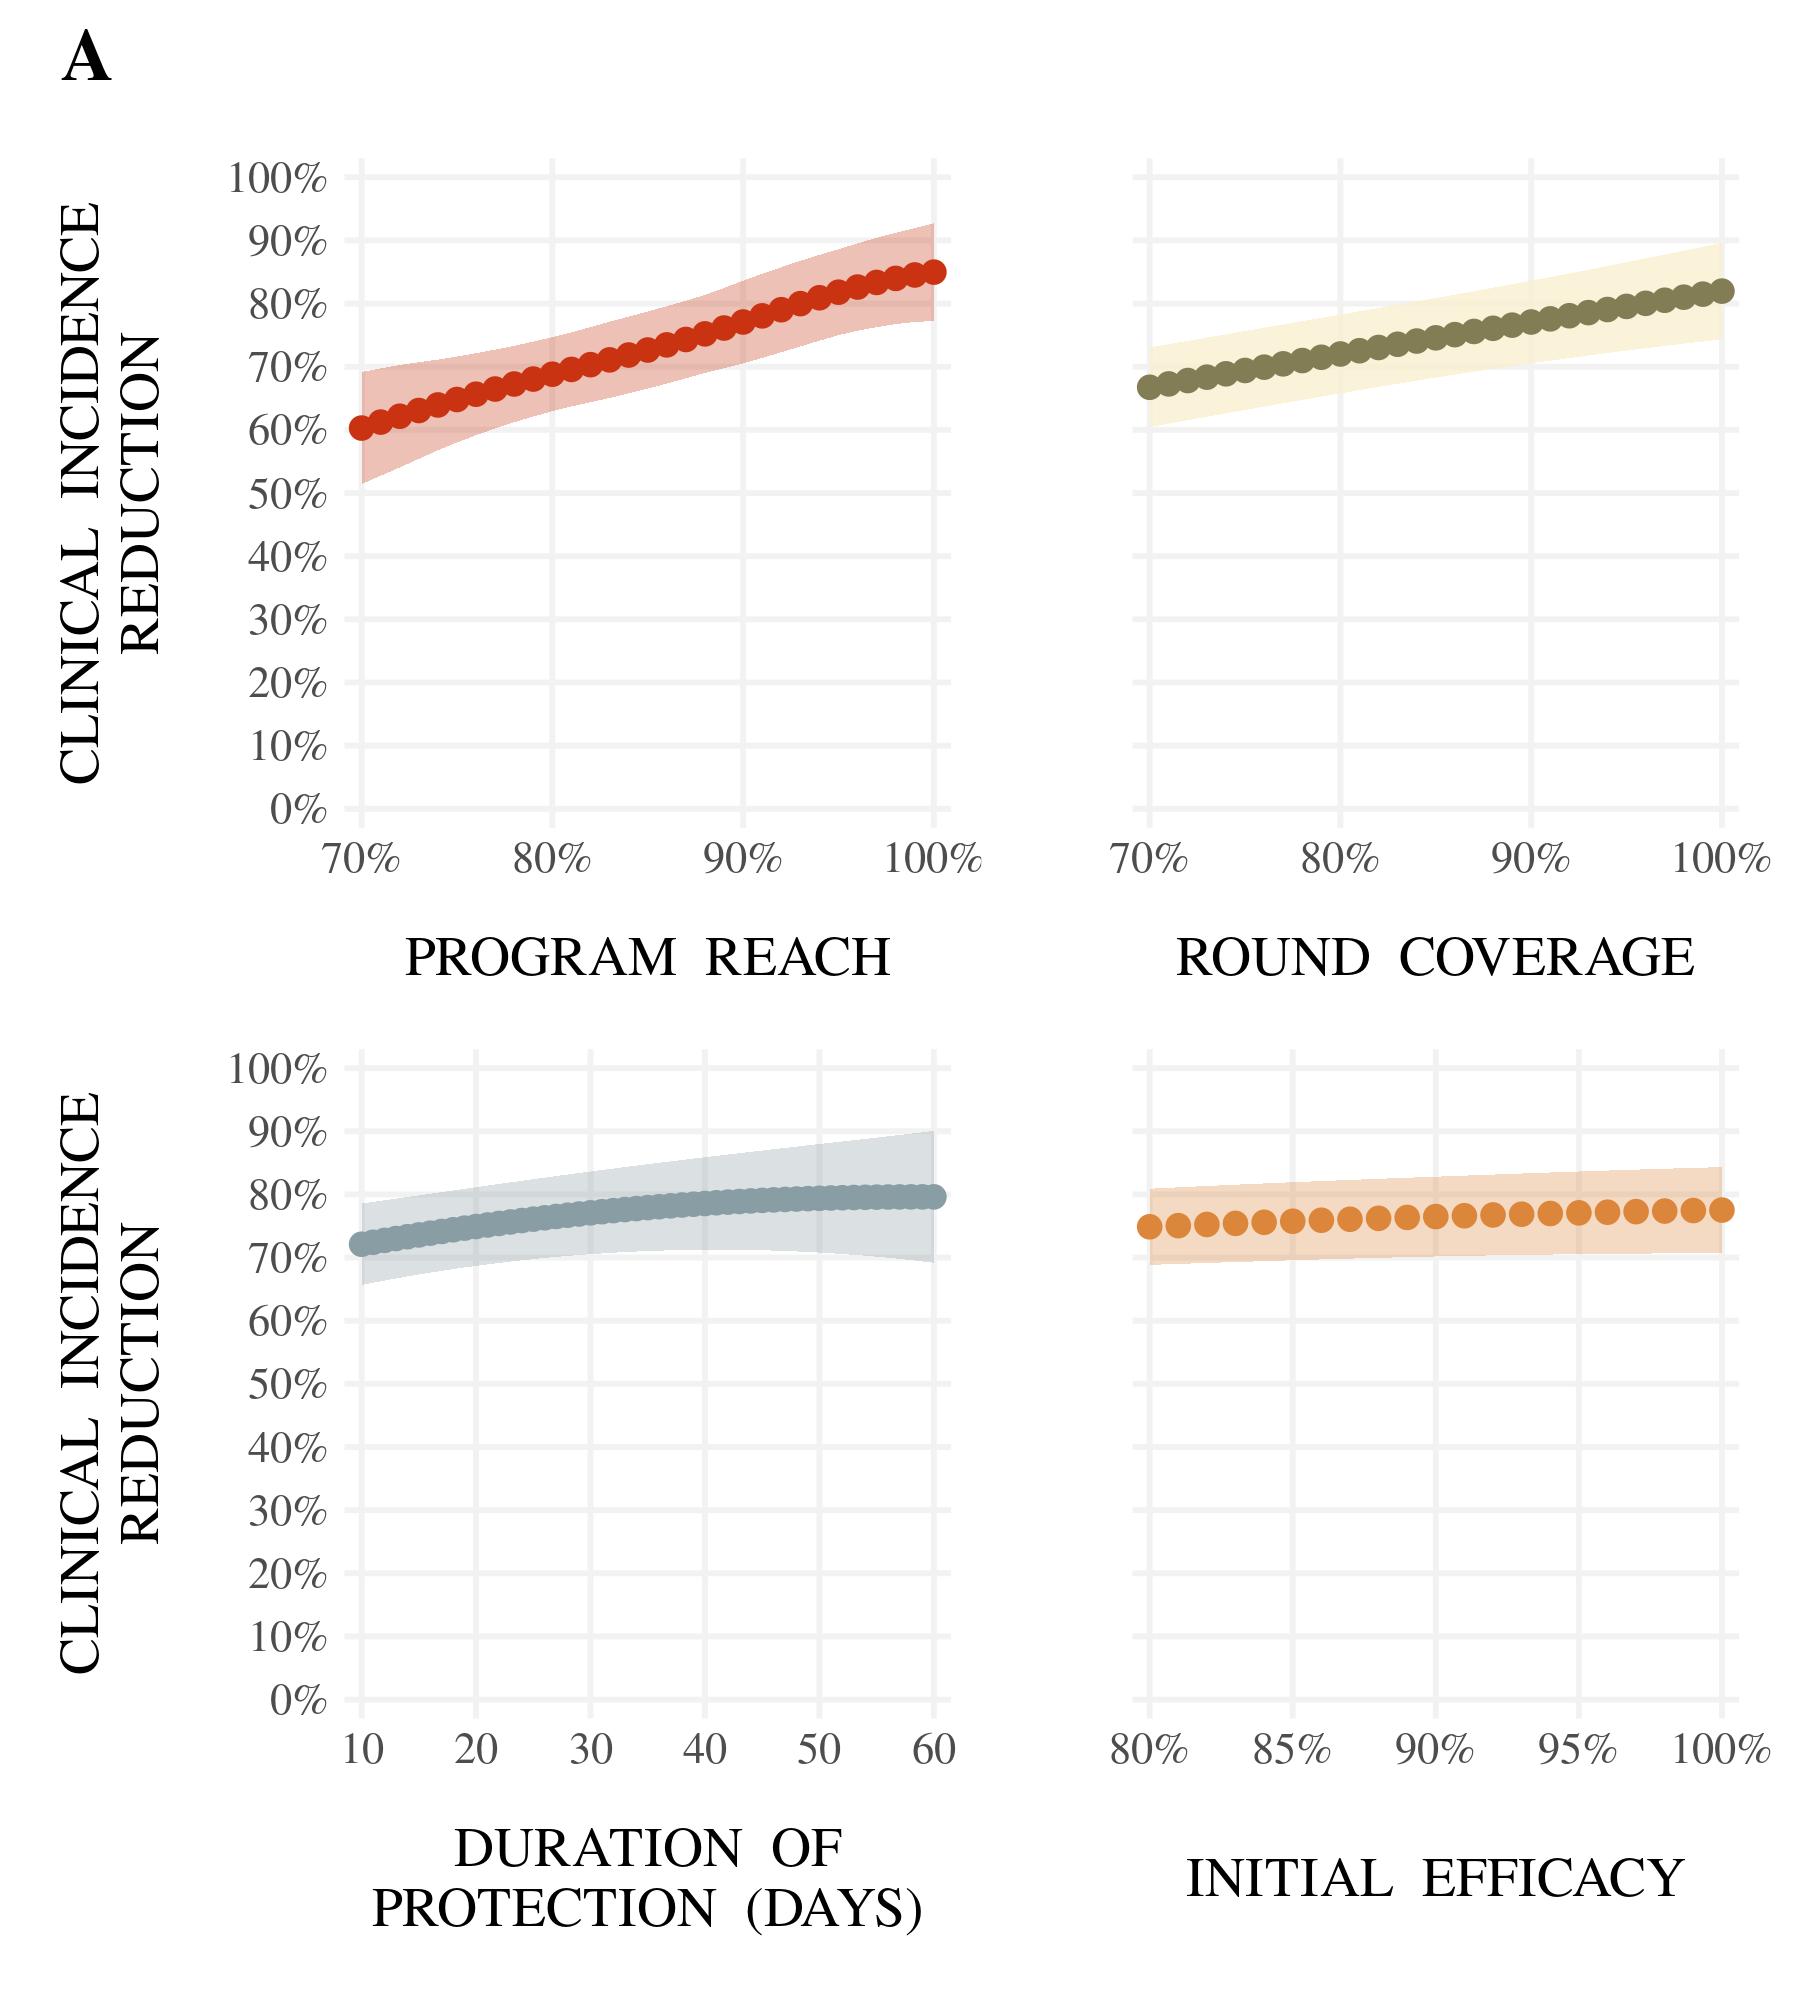 A
CLINICAL INCIDENCE
REDUCTION
100%
90%
80%
70%
60%
50%
40%
30%
20%
10%
0%
70% 80% 90% 100%
PROGRAM REACH
70% 80% 90% 100%
ROUND COVERAGE
CLINICAL INCIDENCE
REDUCTION
100%
90%
80%
70%
60%
50%
40%
30%
20%
10%
0%
10 20 30 40 50 60
DURATION OF
PROTECTION (DAYS)
80% 85% 90% 95% 100%
INITIAL EFFICACY